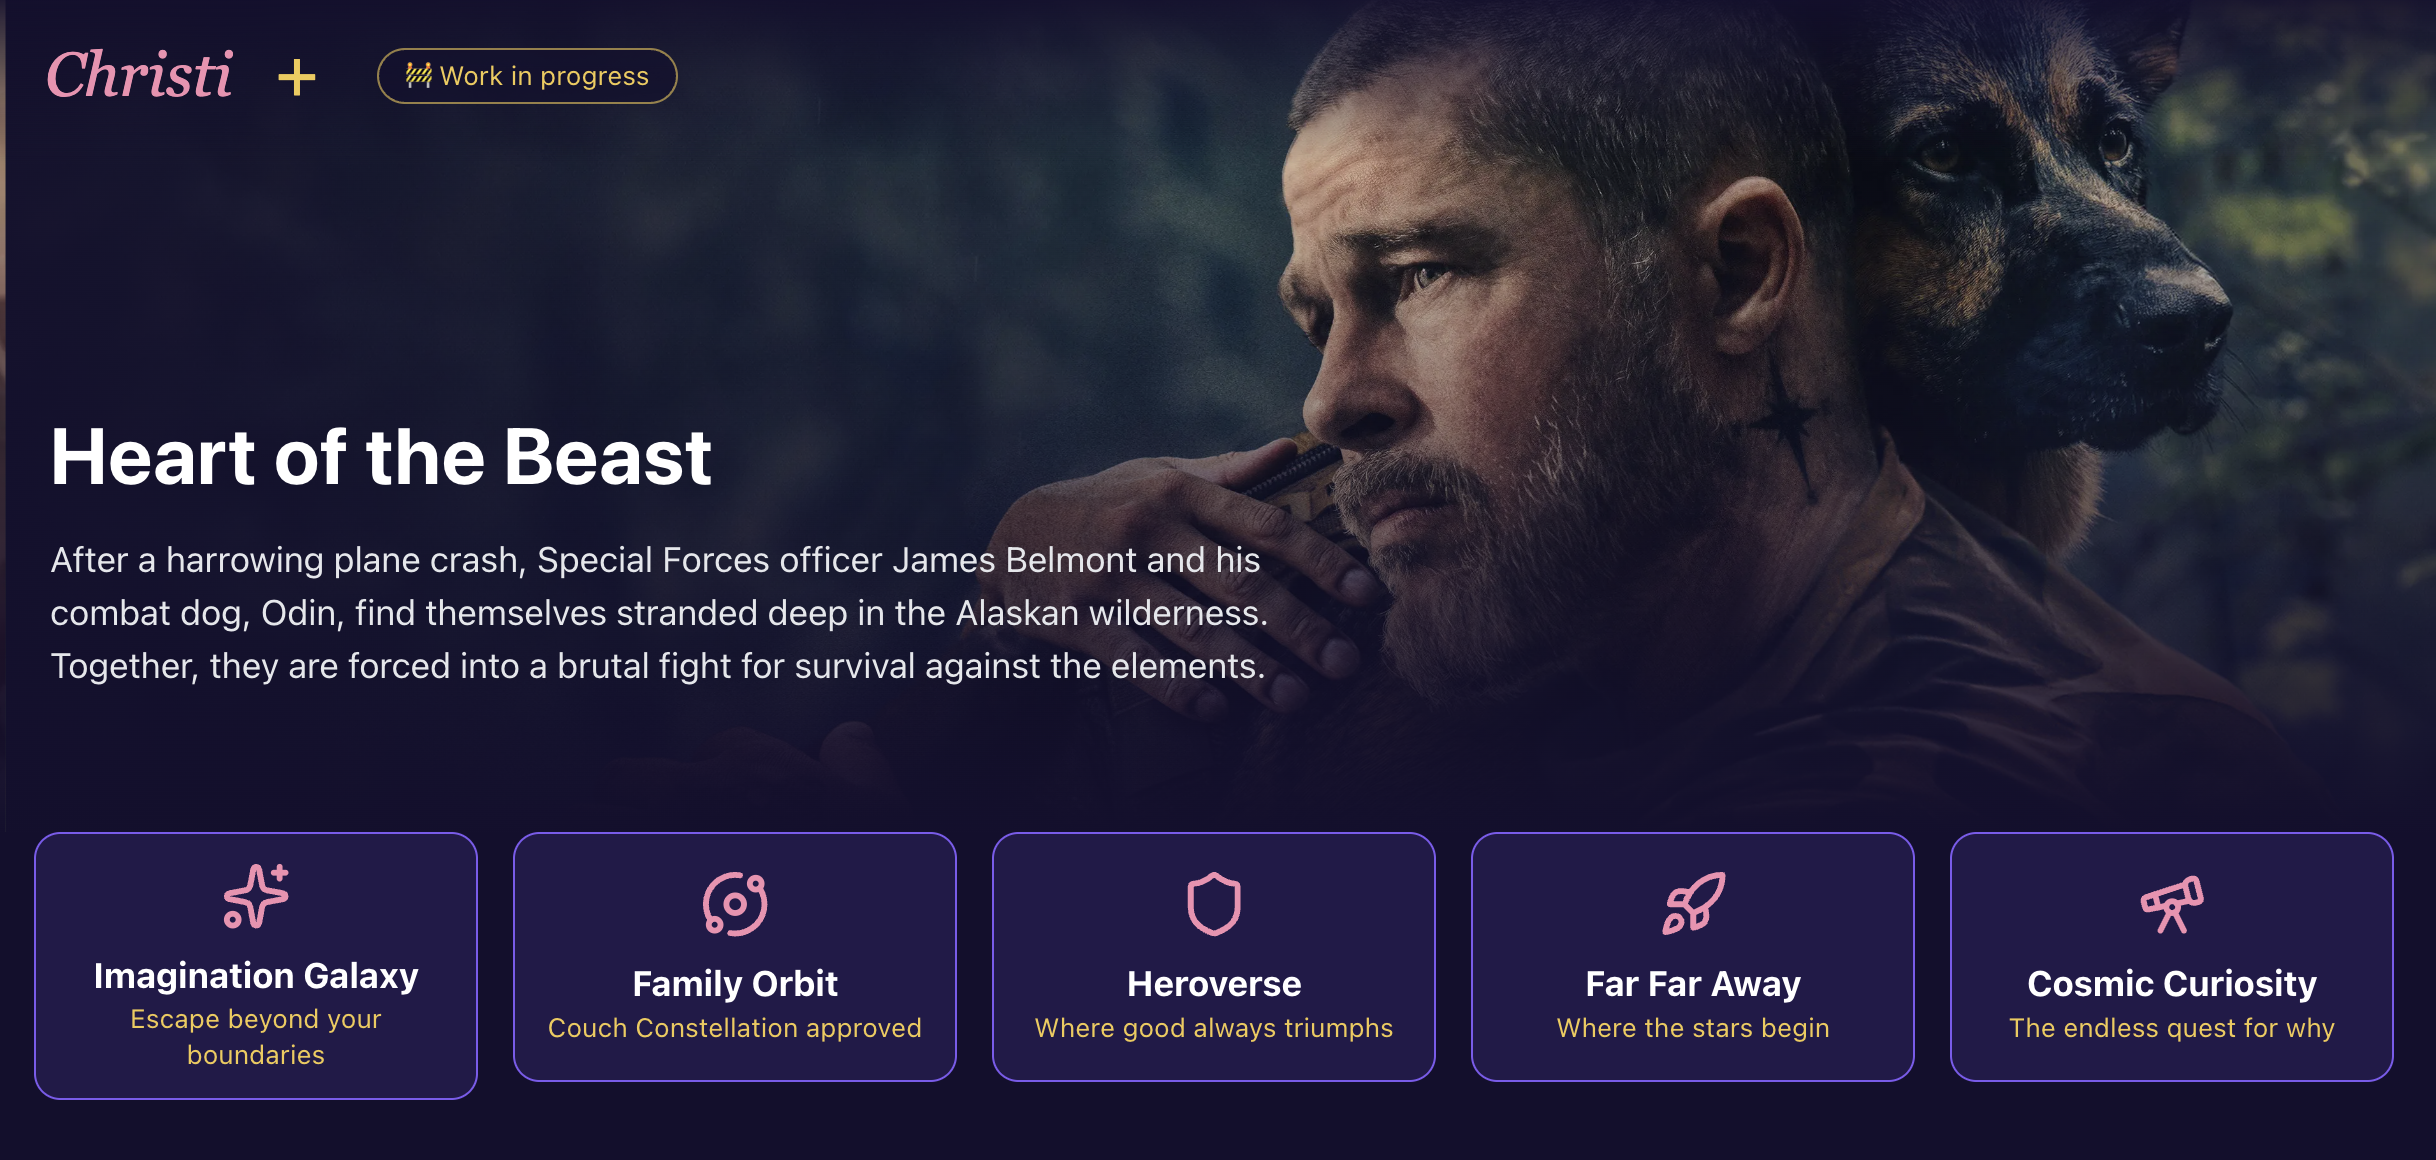 Christi +
🚧 Work in progress
Heart of the Beast
After a harrowing plane crash, Special Forces officer James Belmont and his
combat dog, Odin, find themselves stranded deep in the Alaskan wilderness.
Together, they are forced into a brutal fight for survival against the elements.
Imagination Galaxy
Escape beyond your
boundaries
Family Orbit
Couch Constellation approved
Heroverse
Where good always triumphs
Far Far Away
Where the stars begin
Cosmic Curiosity
The endless quest for why